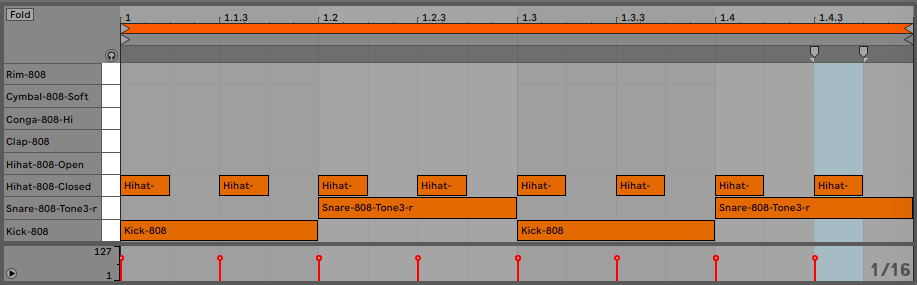 Fold
1 1.1.3 1.2 1.2.3 1.3 1.3.3 1.4 1.4.3
Rim-808
Cymbal-808-Soft
Conga-808-Hi
Clap-808
Hihat-808-Open
Hihat-808-Closed Hihat- Hihat- Hihat- Hihat- Hihat- Hihat- Hihat- Hihat-
Snare-808-Tone3-r Snare-808-Tone3-r Snare-808-Tone3-r
Kick-808 Kick-808 Kick-808
127
1 1/16